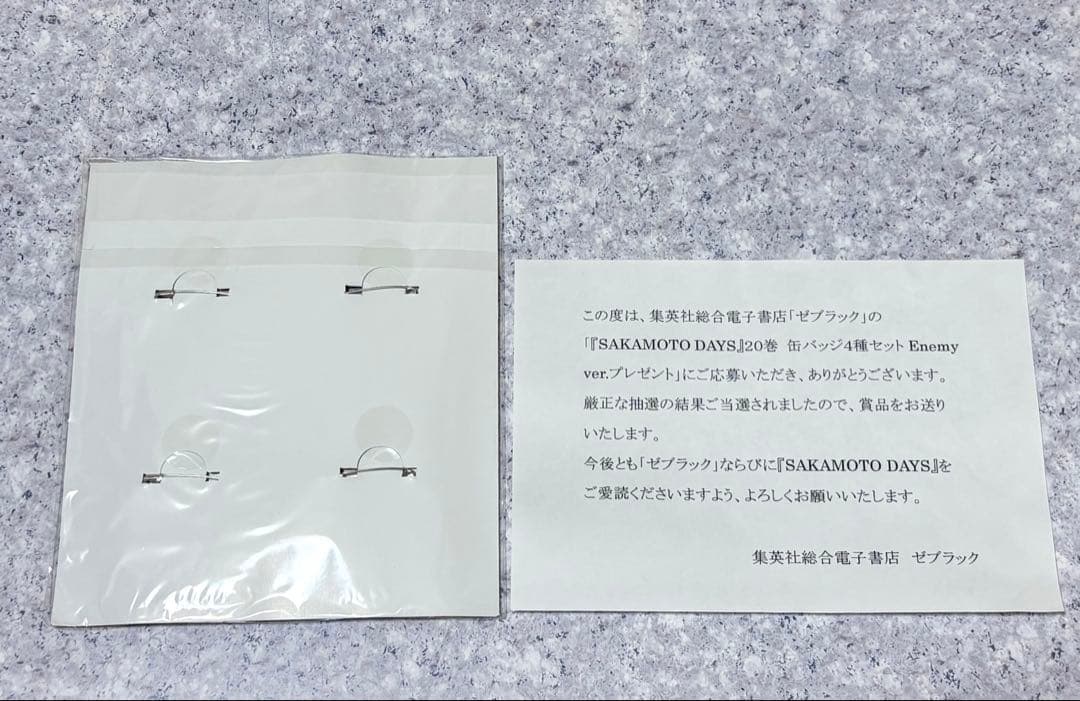 この度は、集英社総合電子書店「ゼブラック」の
「『SAKAMOTO DAYS』20巻 缶バッジ4種セット Enemy
ver.プレゼント」にご応募いただき、ありがとうございます。
厳正な抽選の結果ご当選されましたので、賞品をお送り
いたします。
今後とも「ゼブラック」ならびに『SAKAMOTO DAYS』を
ご愛読くださいますよう、よろしくお願いいたします。
集英社総合電子書店 ゼブラック